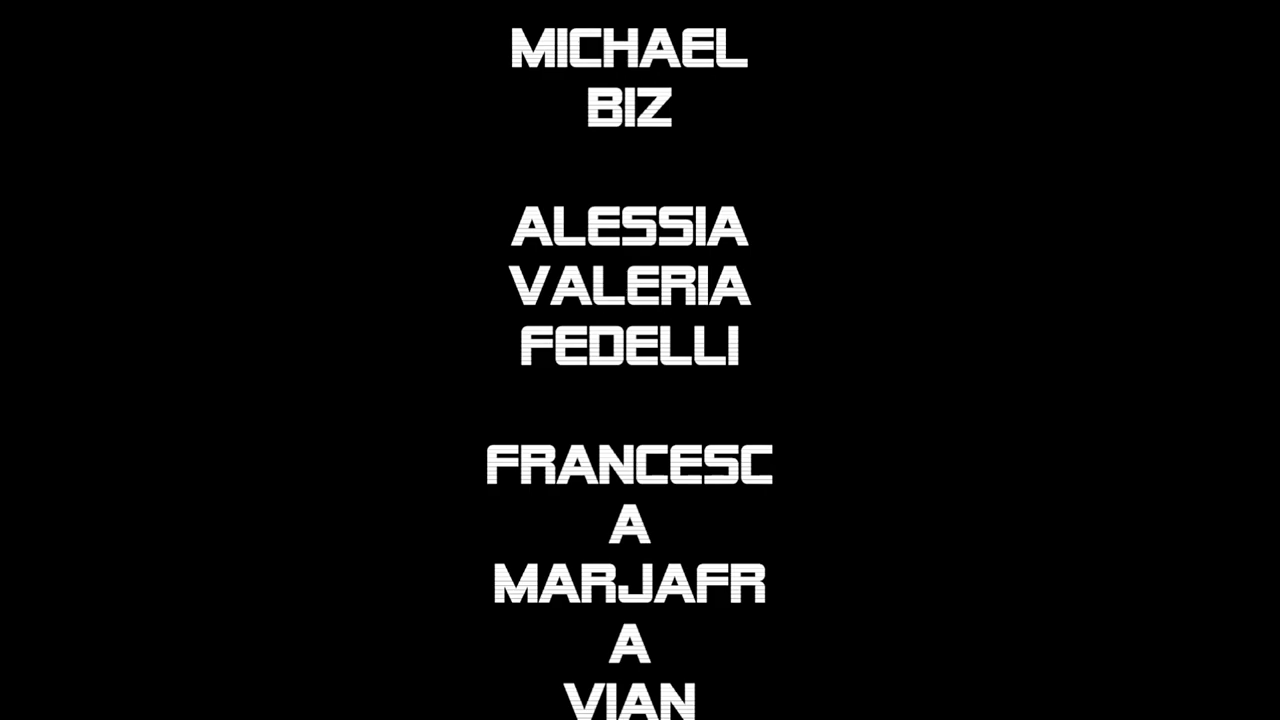 MICHAEL
BIZ
ALESSIA
VALERIA
FEDELLI
FRANCESC
A
MARJAFR
A
VIAN